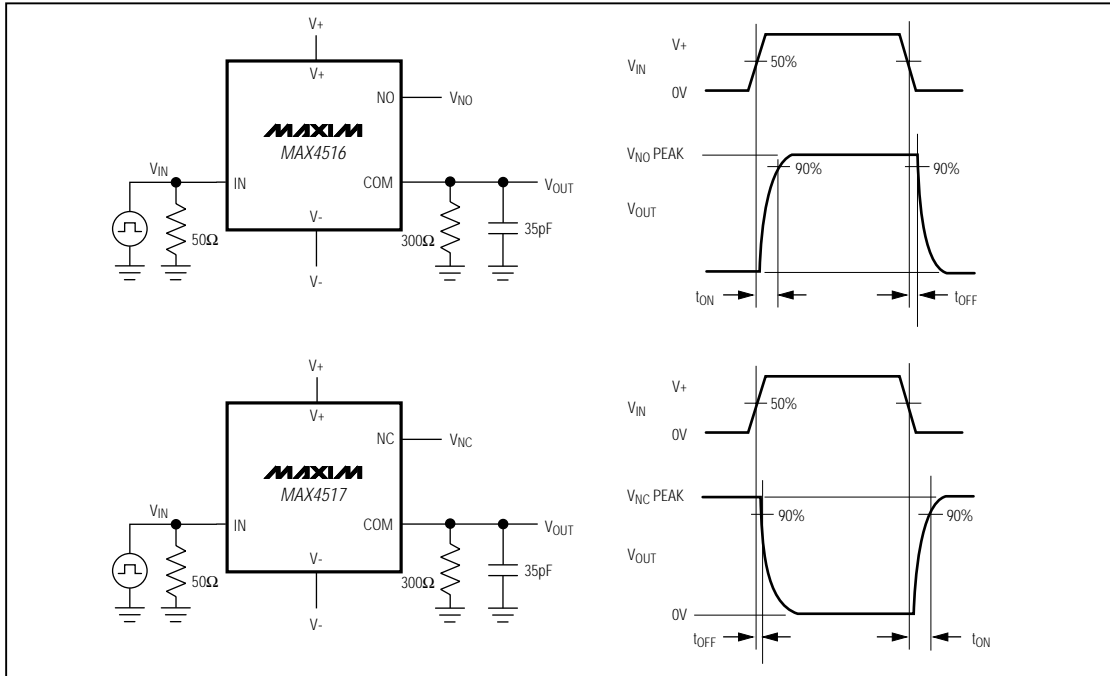 V+
V+
NO
VNO
MAXIM
MAX4516
VIN
IN
COM
VOUT
V-
50Ω
300Ω
35pF
V-
V+
VIN
50%
0V
VNO PEAK
90%
90%
VOUT
tON
tOFF
V+
V+
NC
VNC
MAXIM
MAX4517
VIN
IN
COM
VOUT
V-
50Ω
300Ω
35pF
V-
V+
VIN
50%
0V
VNC PEAK
90%
90%
VOUT
0V
tOFF
tON